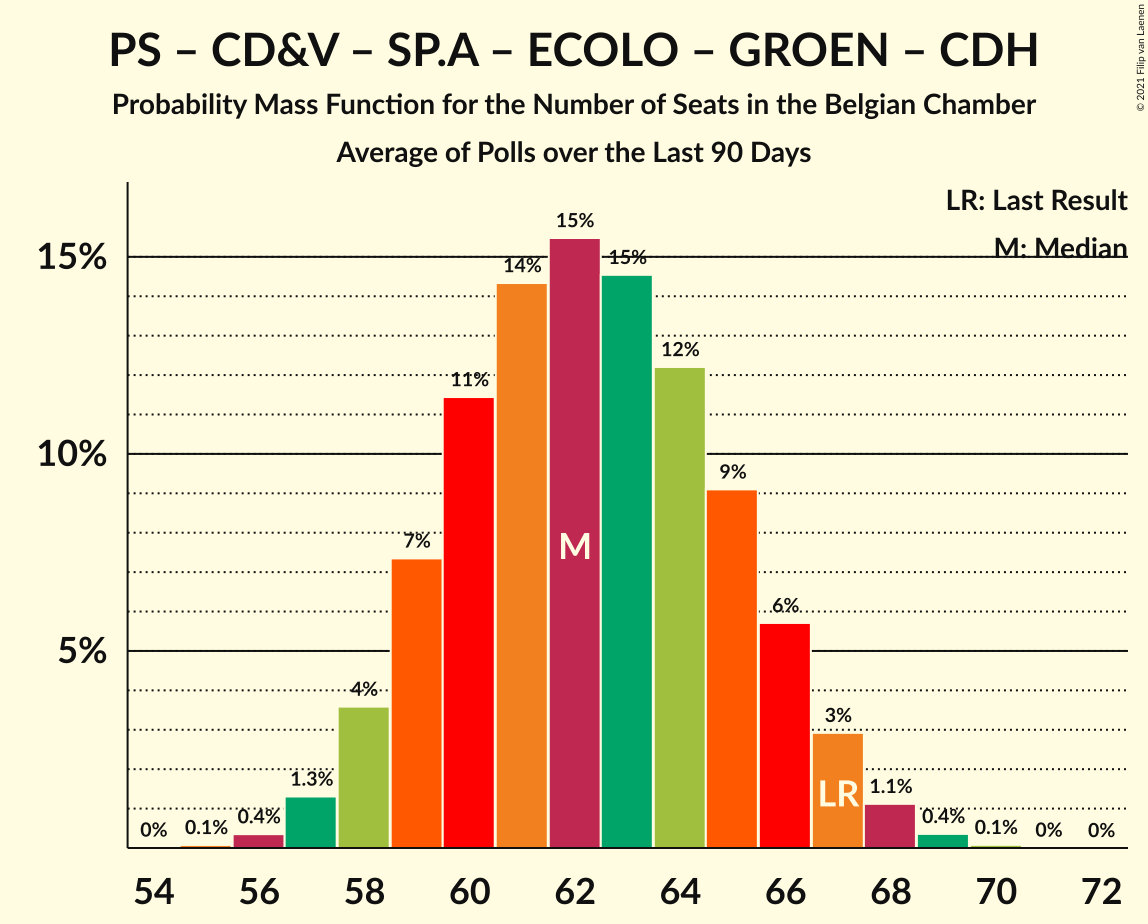 PS – CD&V – SP.A – ECOLO – GROEN – CDH
Probability Mass Function for the Number of Seats in the Belgian Chamber
Average of Polls over the Last 90 Days
© 2021 Filip van Laenen
LR: Last Result
M: Median
15%
10%
5%
0%
0.1%
0.4%
1.3%
4%
7%
11%
14%
15%
15%
12%
9%
6%
3%
1.1%
0.4%
0.1%
0%
0%
M
LR
54 56 58 60 62 64 66 68 70 72